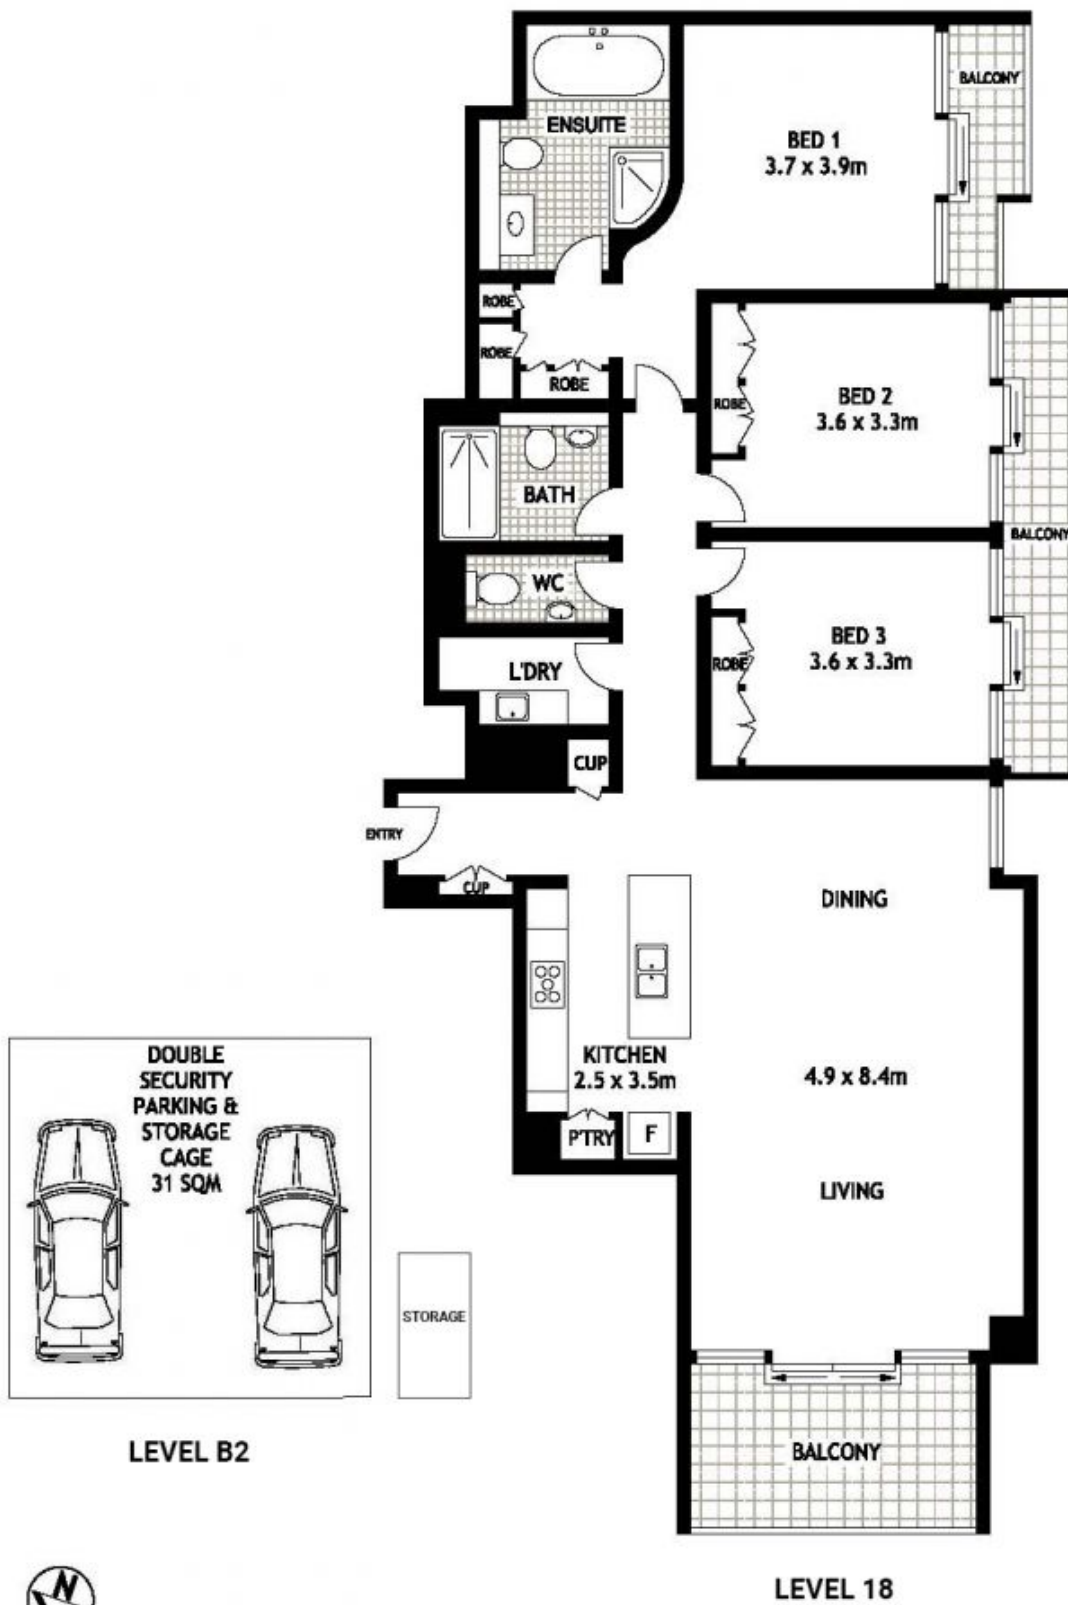 BALCONY
ENSUITE
BED 1
3.7 x 3.9m
ROBE
ROBE
ROBE
BED 2
3.6 x 3.3m
ROBE
BATH
BALCONY
WC
BED 3
3.6 x 3.3m
ROBE
L'DRY
CUP
ENTRY
CUP
DINING
KITCHEN
2.5 x 3.5m
4.9 x 8.4m
P'TRY
F
LIVING
DOUBLE
SECURITY
PARKING &
STORAGE
CAGE
31 SQM
STORAGE
LEVEL B2
BALCONY
N
LEVEL 18